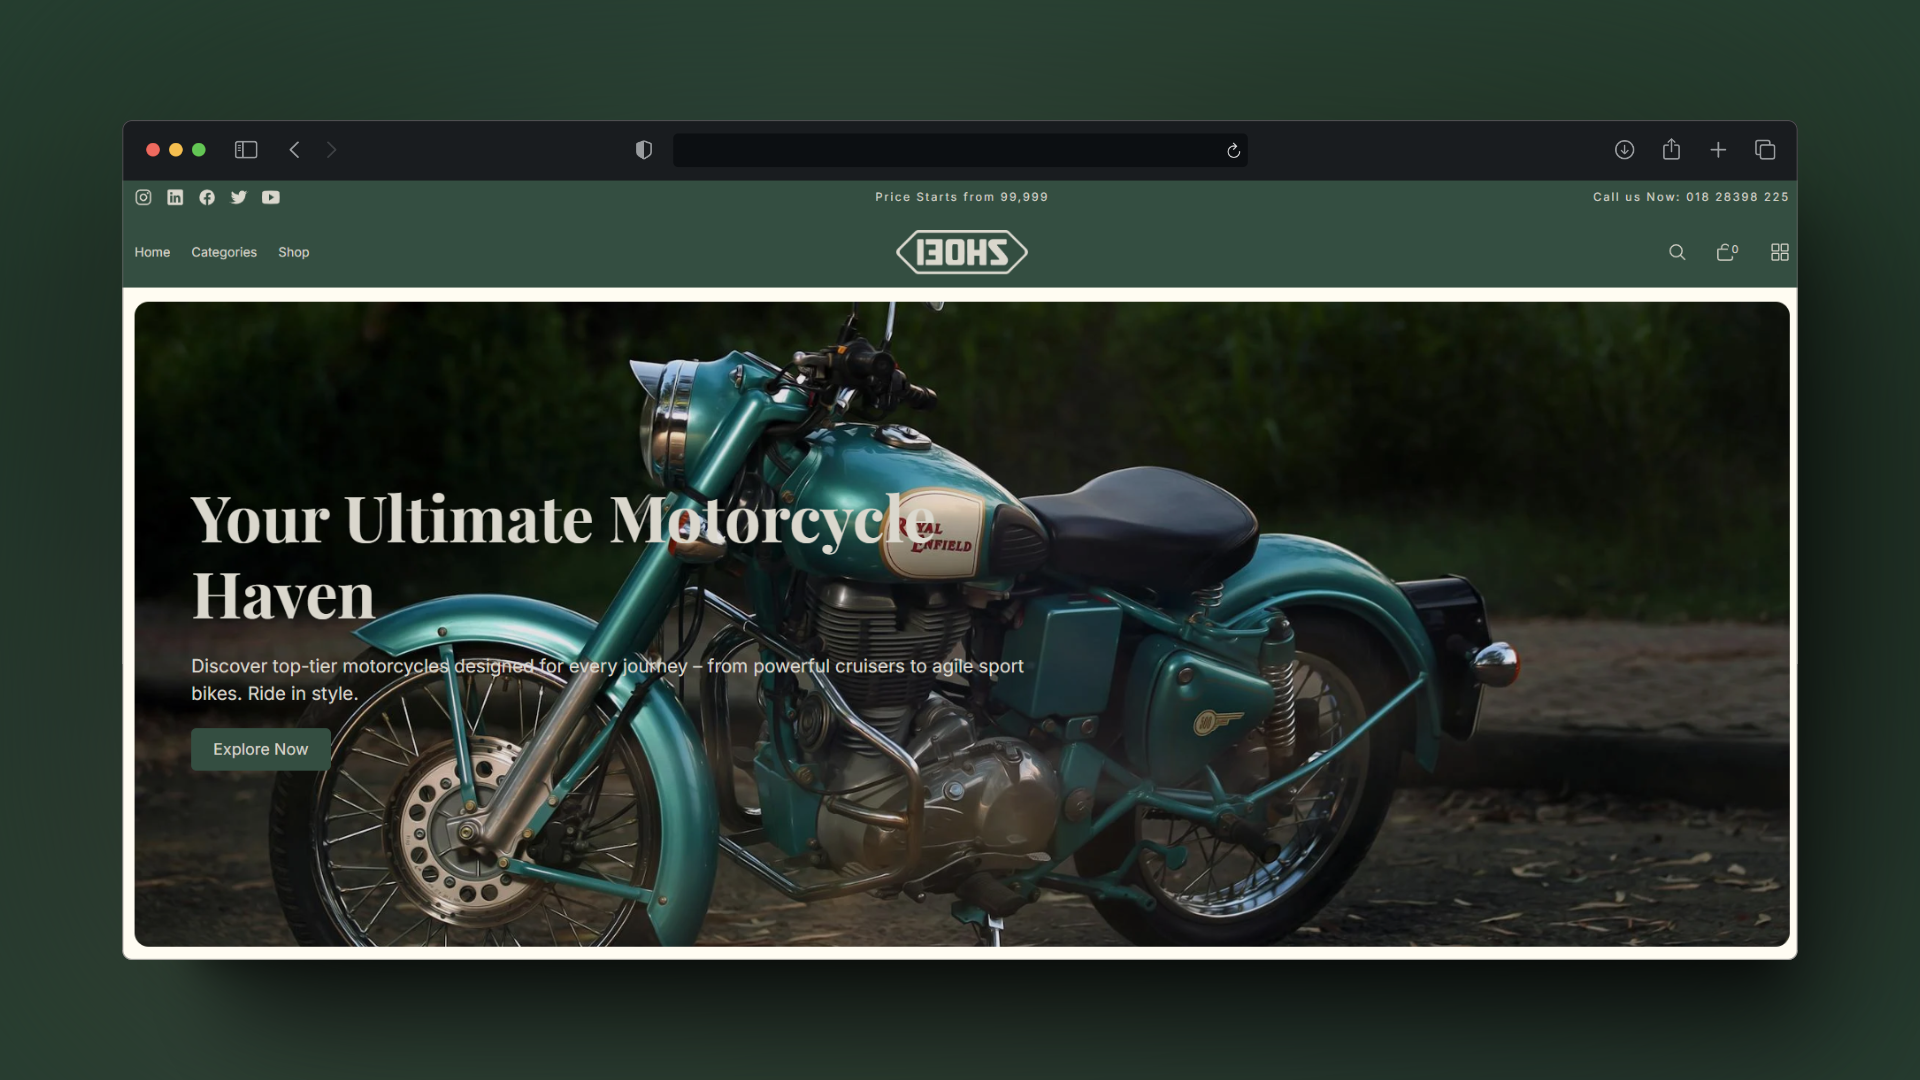 Price Starts from 99,999
Call us Now: 018 28398 225
Home Categories Shop
SHOEI
0
Your Ultimate Motorcycle
Haven
ROYAL
ENFIELD
Discover top-tier motorcycles designed for every journey – from powerful cruisers to agile sport
bikes. Ride in style.
500
Explore Now